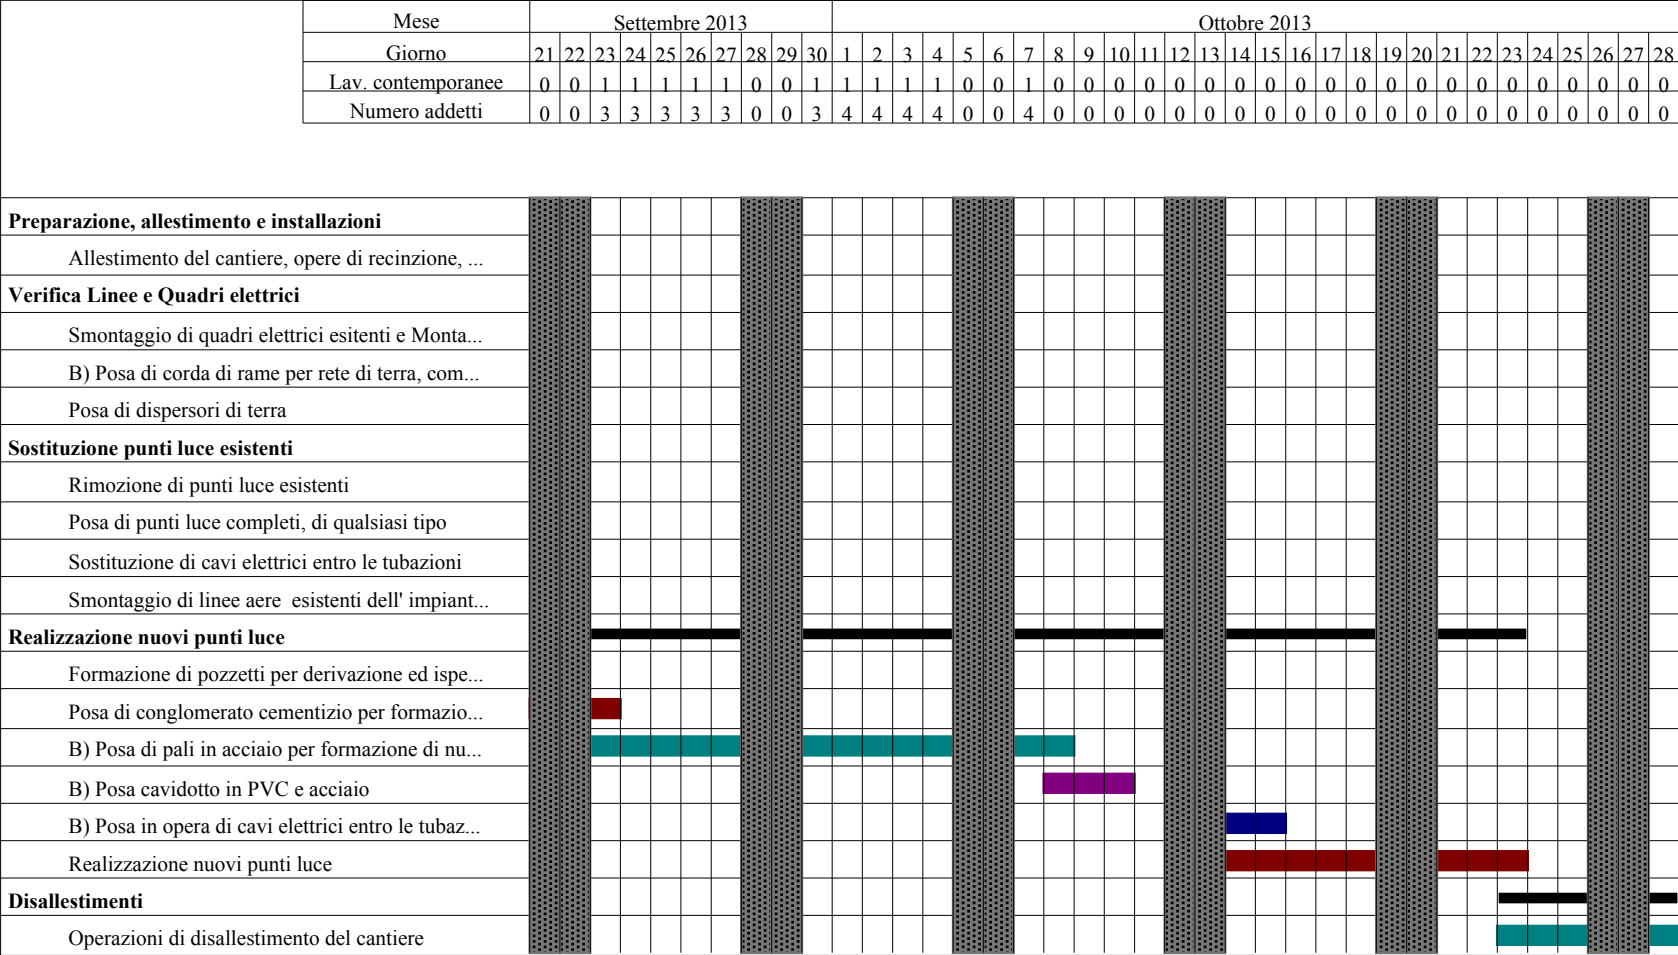 Mese Settembre 2013 Ottobre 2013
Giorno 21 22 23 24 25 26 27 28 29 30 1 2 3 4 5 6 7 8 9 10 11 12 13 14 15 16 17 18 19 20 21 22 23 24 25 26 27 28
Lav. contemporanee 0 0 1 1 1 1 1 0 0 1 1 1 1 1 0 0 1 0 0 0 0 0 0 0 0 0 0 0 0 0 0 0 0 0 0 0 0 0
Numero addetti 0 0 3 3 3 3 3 0 0 3 4 4 4 4 0 0 4 0 0 0 0 0 0 0 0 0 0 0 0 0 0 0 0 0 0 0 0 0
Preparazione, allestimento e installazioni
Allestimento del cantiere, opere di recinzione, ...
Verifica Linee e Quadri elettrici
Smontaggio di quadri elettrici esitenti e Monta...
B) Posa di corda di rame per rete di terra, com...
Posa di dispersori di terra
Sostituzione punti luce esistenti
Rimozione di punti luce esistenti
Posa di punti luce completi, di qualsiasi tipo
Sostituzione di cavi elettrici entro le tubazioni
Smontaggio di linee aere esistenti dell' impiant...
Realizzazione nuovi punti luce
Formazione di pozzetti per derivazione ed ispe...
Posa di conglomerato cementizio per formazio...
B) Posa di pali in acciaio per formazione di nu...
B) Posa cavidotto in PVC e acciaio
B) Posa in opera di cavi elettrici entro le tubaz...
Realizzazione nuovi punti luce
Disallestimenti
Operazioni di disallestimento del cantiere